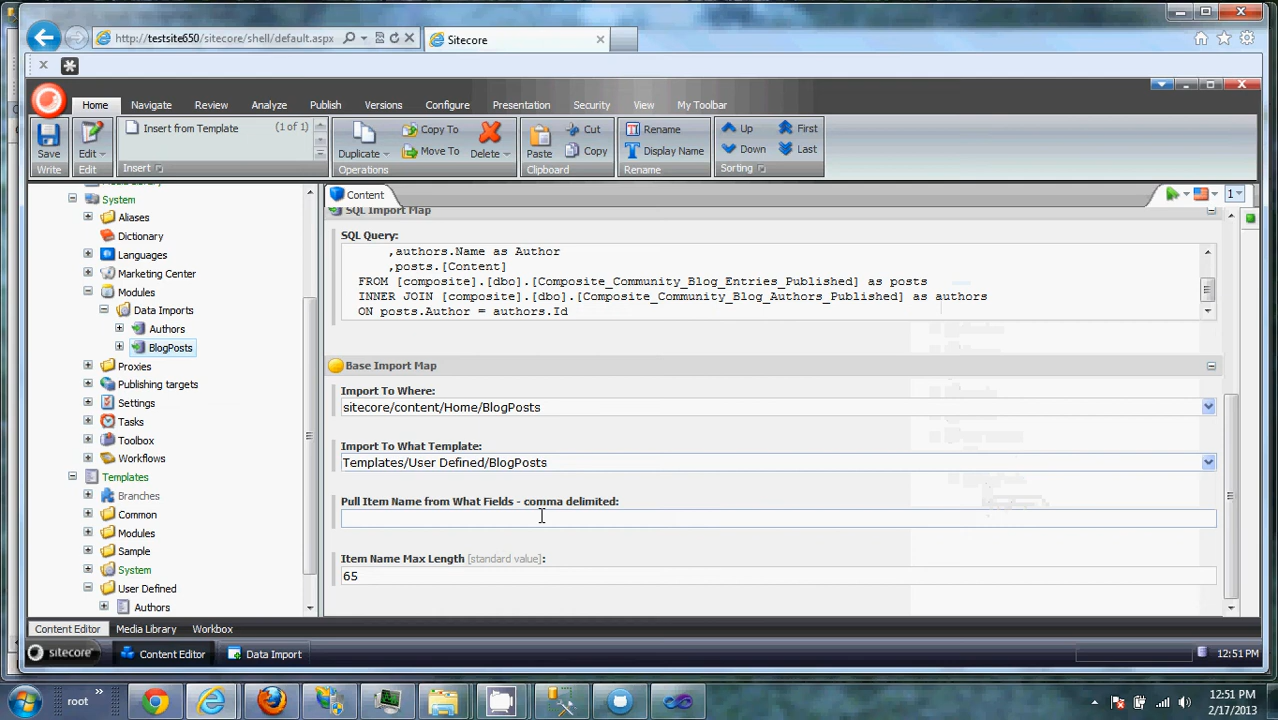 http://testsite650/sitecore/shell/default.aspx
Sitecore
Home Navigate Review Analyze Publish Versions Configure Presentation Security View My Toolbar
Save
Write
Edit
Edit
Insert from Template (1 of 1)
Insert
Duplicate
Copy To
Move To
Delete
Operations
Paste
Cut
Copy
Clipboard
Rename
Display Name
Rename
Up
Down
First
Last
Sorting
System
Aliases
Dictionary
Languages
Marketing Center
Modules
Data Imports
Authors
BlogPosts
Proxies
Publishing targets
Settings
Tasks
Toolbox
Workflows
Templates
Branches
Common
Modules
Sample
System
User Defined
Authors
Content
1
SQL Import Map
SQL Query:
,authors.Name as Author
,posts.[Content]
FROM [composite].[dbo].[Composite_Community_Blog_Entries_Published] as posts
INNER JOIN [composite].[dbo].[Composite_Community_Blog_Authors_Published] as authors
ON posts.Author = authors.Id
Base Import Map
Import To Where:
sitecore/content/Home/BlogPosts
Import To What Template:
Templates/User Defined/BlogPosts
Pull Item Name from What Fields - comma delimited:
Item Name Max Length [standard value]:
65
Content Editor Media Library Workbox
sitecore Content Editor Data Import 12:51 PM
root
12:51 PM
2/17/2013